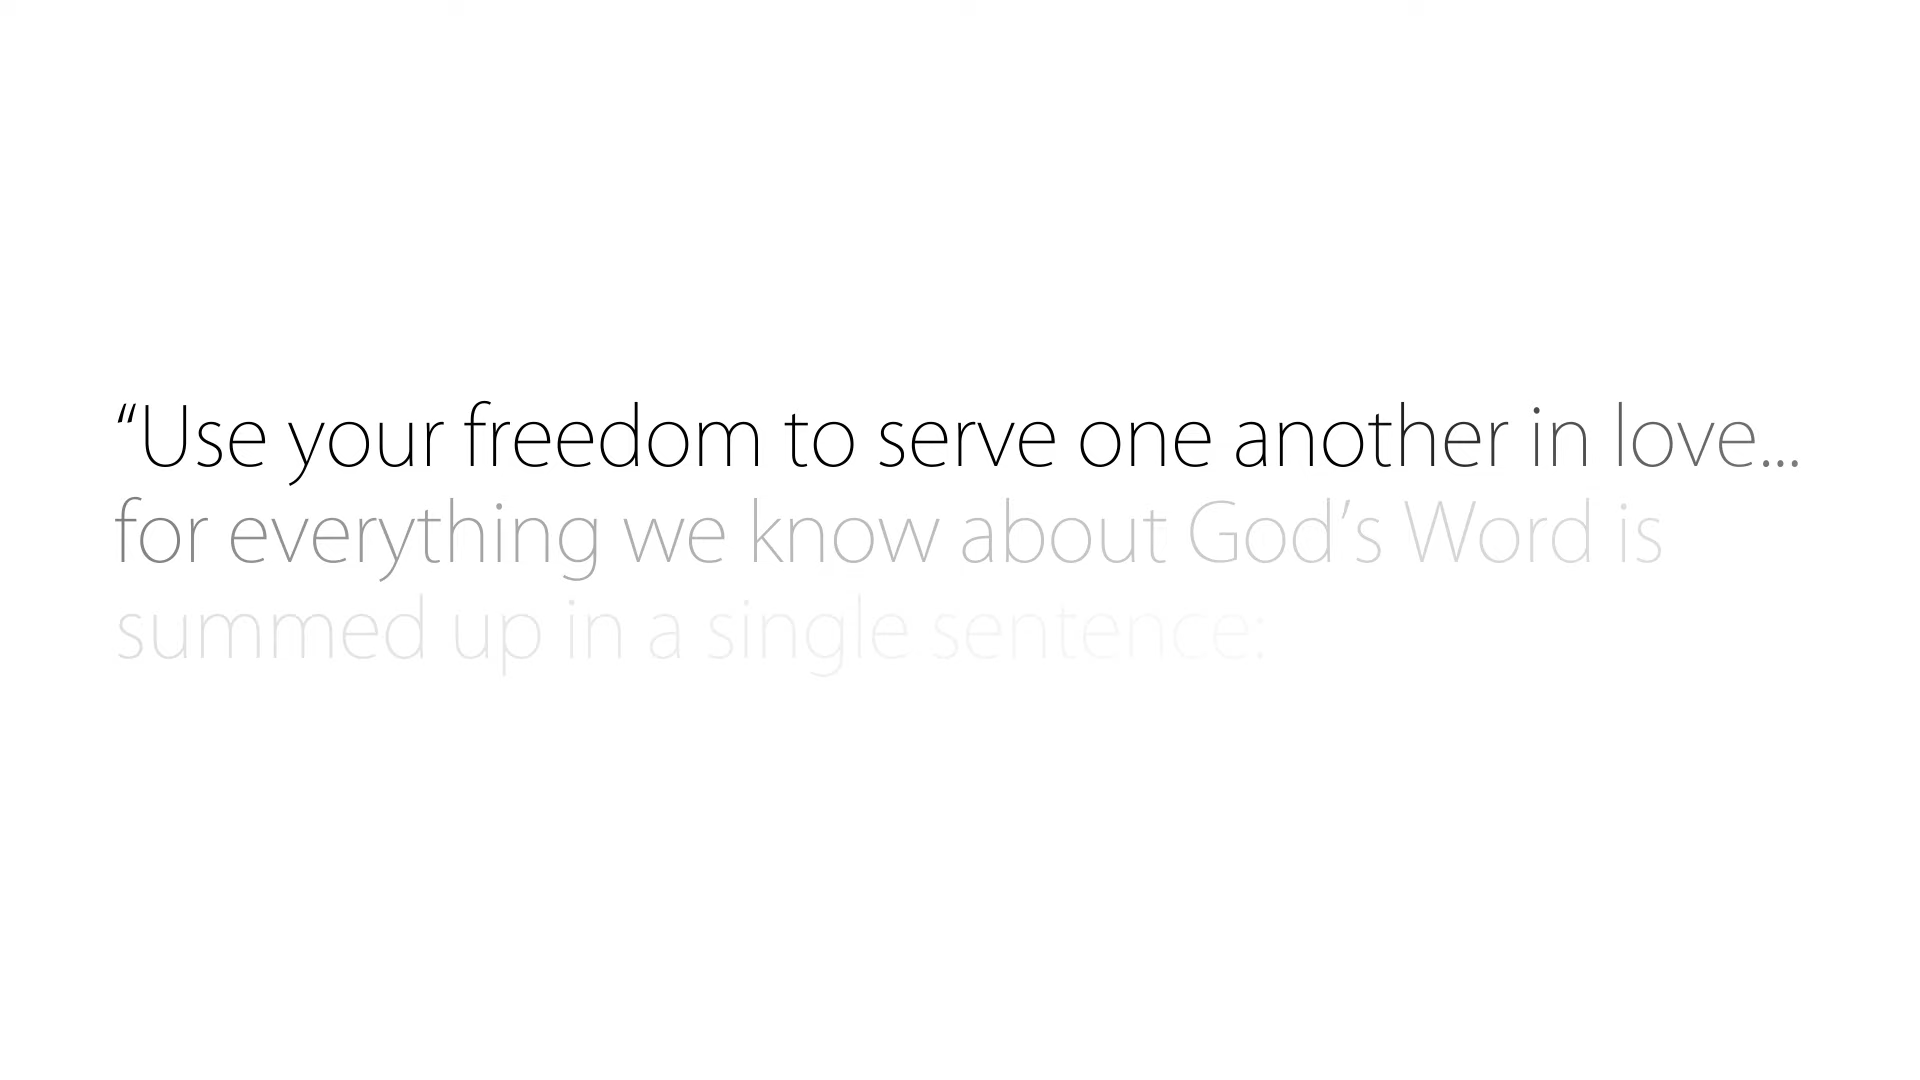 “Use your freedom to serve one another in love...
for everything we know about God’s Word is
summed up in a single sentence: